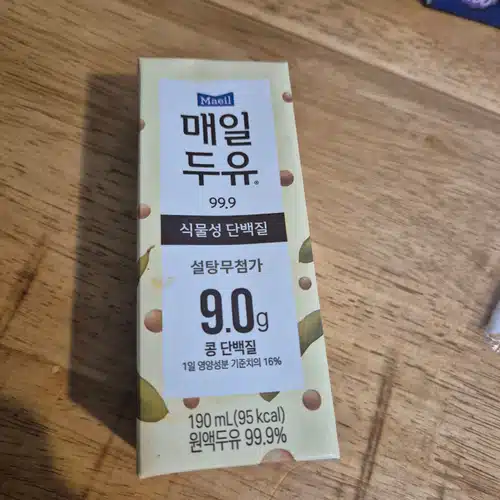 Maeil
매일
두유®
99.9
식물성 단백질
설탕무첨가
9.0g
콩 단백질
1일 영양성분 기준치의 16%
190 mL(95 kcal)
원액두유 99.9%